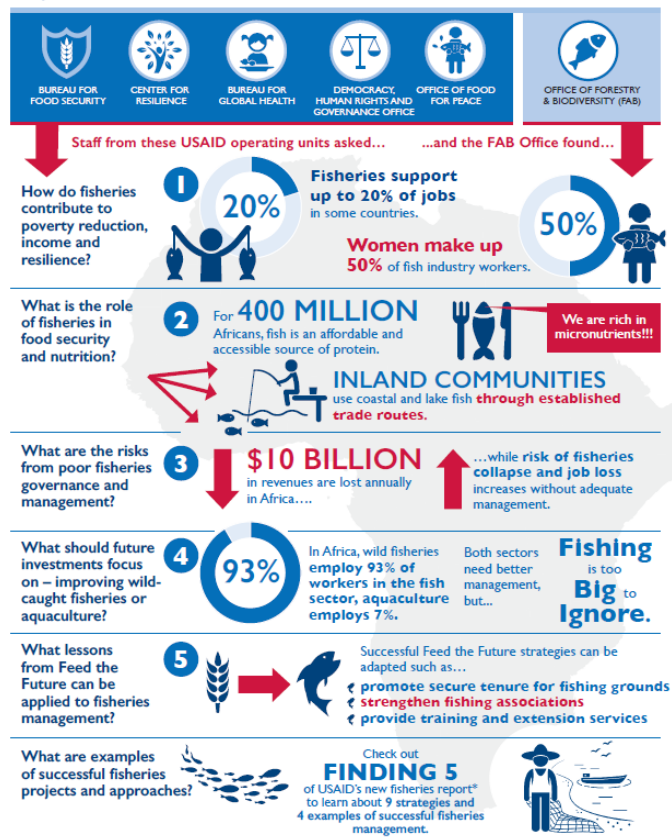 BUREAU FOR
FOOD SECURITY
CENTER FOR
RESILIENCE
BUREAU FOR
GLOBAL HEALTH
DEMOCRACY,
HUMAN RIGHTS AND
GOVERNANCE OFFICE
OFFICE OF FOOD
FOR PEACE
OFFICE OF FORESTRY
& BIODIVERSITY (FAB)
Staff from these USAID operating units asked…
...and the FAB Office found…
How do fisheries
contribute to
poverty reduction,
income and
resilience?
1
20%
Fisheries support
up to 20% of jobs
in some countries.
Women make up
50% of fish industry workers.
50%
What is the role
of fisheries in
food security
and nutrition?
2
For 400 MILLION
Africans, fish is an affordable and
accessible source of protein.
We are rich in
micronutrients!!!
INLAND COMMUNITIES
use coastal and lake fish through established
trade routes.
What are the risks
from poor fisheries
governance and
management?
3
$10 BILLION
in revenues are lost annually
in Africa….
…while risk of fisheries
collapse and job loss
increases without adequate
management.
What should future
investments focus
on – improving wild-
caught fisheries or
aquaculture?
4
93%
In Africa, wild fisheries
employ 93% of
workers in the fish
sector, aquaculture
employs 7%.
Both sectors
need better
management,
but...
Fishing
is too
Big to
Ignore.
What lessons
from Feed the
Future can be
applied to fisheries
management?
5
Successful Feed the Future strategies can be
adapted such as…
promote secure tenure for fishing grounds
strengthen fishing associations
provide training and extension services
What are examples
of successful fisheries
projects and approaches?
Check out
FINDING 5
of USAID's new fisheries report*
to learn about 9 strategies and
4 examples of successful fisheries
management.